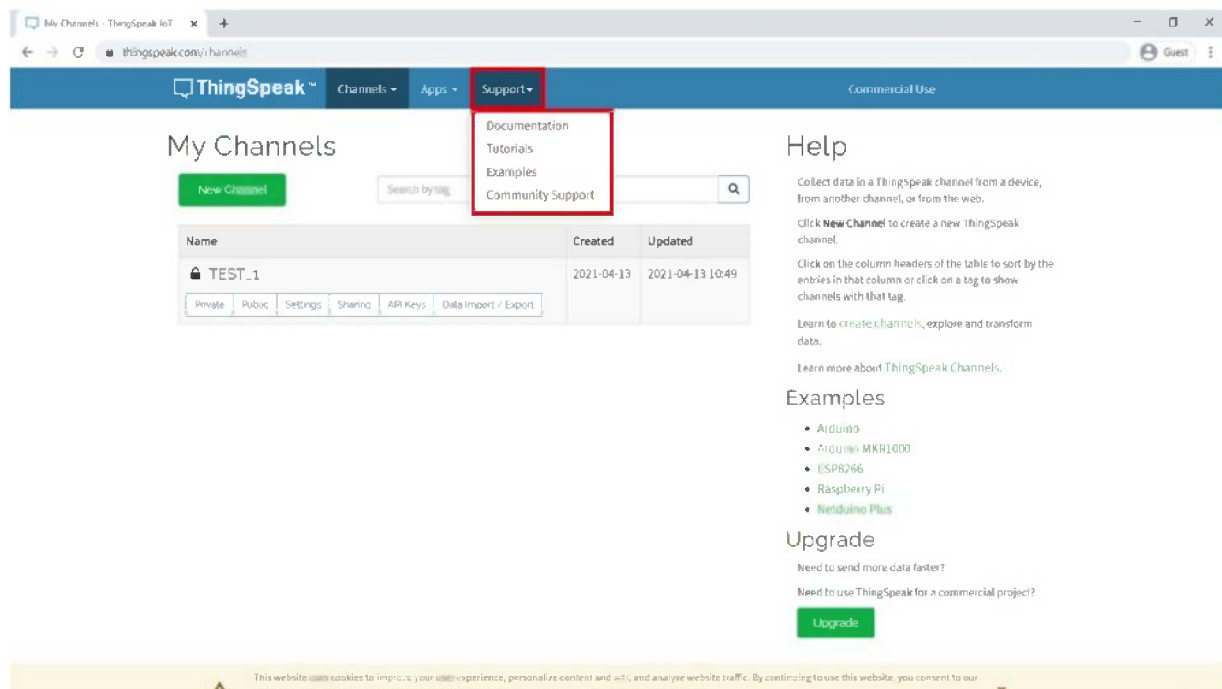 My Channels - ThingSpeak IoT
thingspeak.com/channels
Guest
ThingSpeak™ Channels Apps Support Commercial Use
Documentation
Tutorials
Examples
Community Support
My Channels
New Channel
Search by tag
Name Created Updated
TEST_1 2021-04-13 2021-04-13 10:49
Private Public Settings Sharing API Keys Data Import / Export
Help
Collect data in a ThingSpeak channel from a device,
from another channel, or from the web.
Click New Channel to create a new ThingSpeak
channel.
Click on the column headers of the table to sort by the
entries in that column or click on a tag to show
channels with that tag.
Learn to create channels, explore and transform
data.
Learn more about ThingSpeak Channels.
Examples
Arduino
Arduino MKR1000
ESP8266
Raspberry Pi
Netduino Plus
Upgrade
Need to send more data faster?
Need to use ThingSpeak for a commercial project?
Upgrade
This website uses cookies to improve your user experience, personalize content and ads, and analyze website traffic. By continuing to use this website, you consent to our